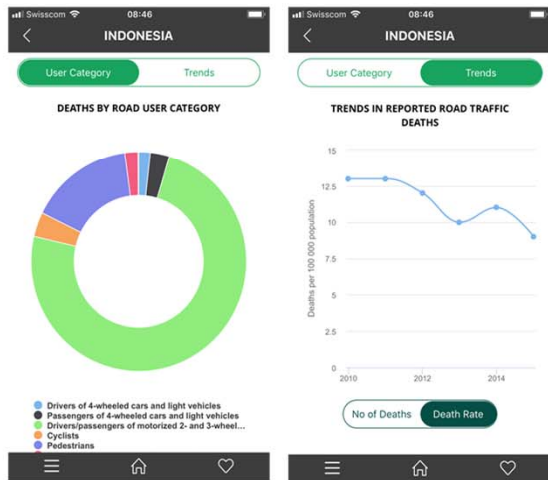 Swisscom
08:46
INDONESIA
User Category
Trends
DEATHS BY ROAD USER CATEGORY
Drivers of 4-wheeled cars and light vehicles
Passengers of 4-wheeled cars and light vehicles
Drivers/passengers of motorized 2- and 3-wheel...
Cyclists
Pedestrians
Swisscom
08:46
INDONESIA
User Category
Trends
TRENDS IN REPORTED ROAD TRAFFIC
DEATHS
Deaths per 100 000 population
15
12.5
10
7.5
5
2.5
0
2010
2012
2014
No of Deaths
Death Rate